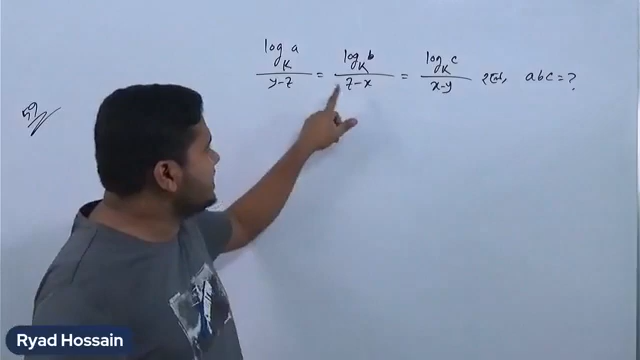 log_K a / y-z = log_K b / z-x = log_K c / x-y হলে, abc = ?
Ryad Hossain